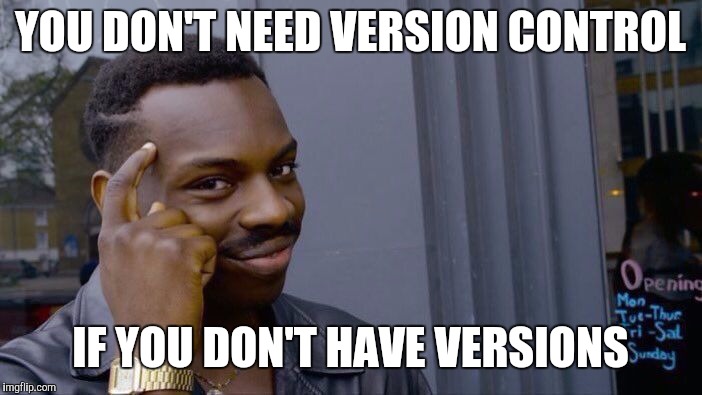 YOU DON'T NEED VERSION CONTROL
Opening
Mon
Tue-Thur
Fri-Sat
Sunday
IF YOU DON'T HAVE VERSIONS
imgflip.com